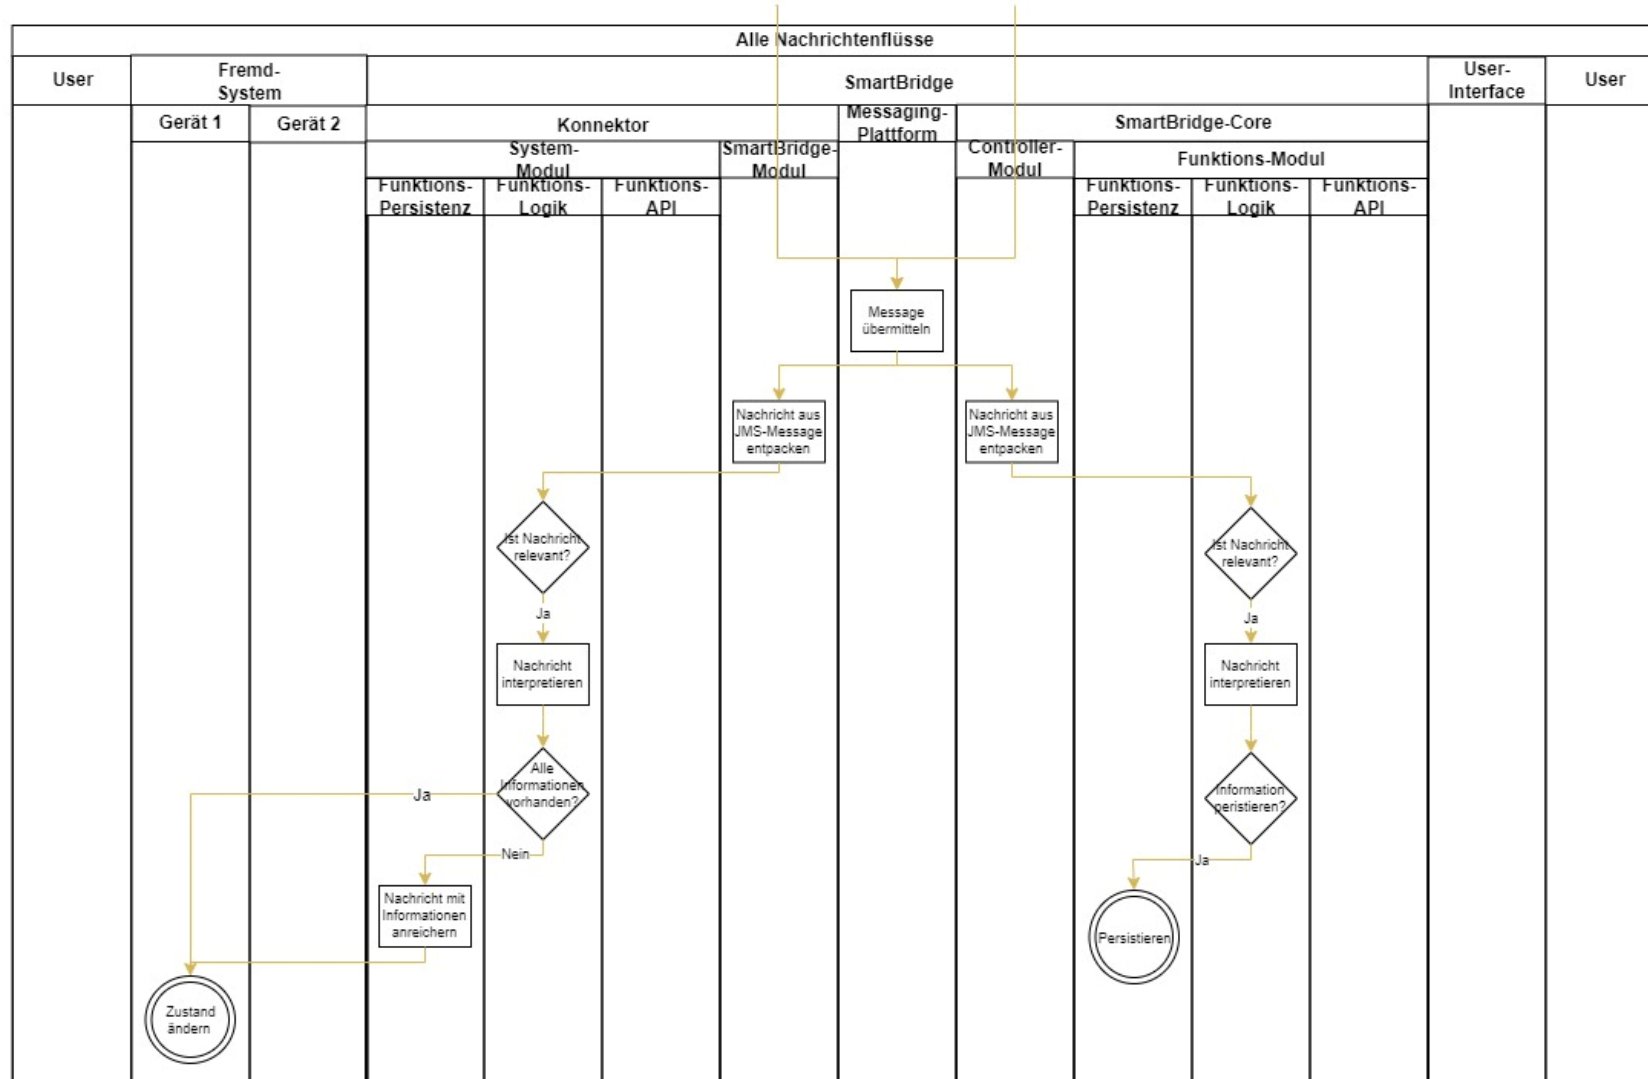 Alle Nachrichtenflüsse
User
Fremd-
System
SmartBridge
User-
Interface
User
Gerät 1
Gerät 2
Konnektor
Messaging-
Plattform
SmartBridge-Core
System-
Modul
SmartBridge-
Modul
Controller-
Modul
Funktions-Modul
Funktions-
Persistenz
Funktions-
Logik
Funktions-
API
Funktions-
Persistenz
Funktions-
Logik
Funktions-
API
Message
übermitteln
Nachricht aus
JMS-Message
entpacken
Nachricht aus
JMS-Message
entpacken
Ist Nachricht
relevant?
Ist Nachricht
relevant?
Ja
Ja
Nachricht
interpretieren
Nachricht
interpretieren
Alle
Informationen
vorhanden?
Information
peristieren?
Ja
Nein
Ja
Nachricht mit
Informationen
anreichern
Persistieren
Zustand
ändern